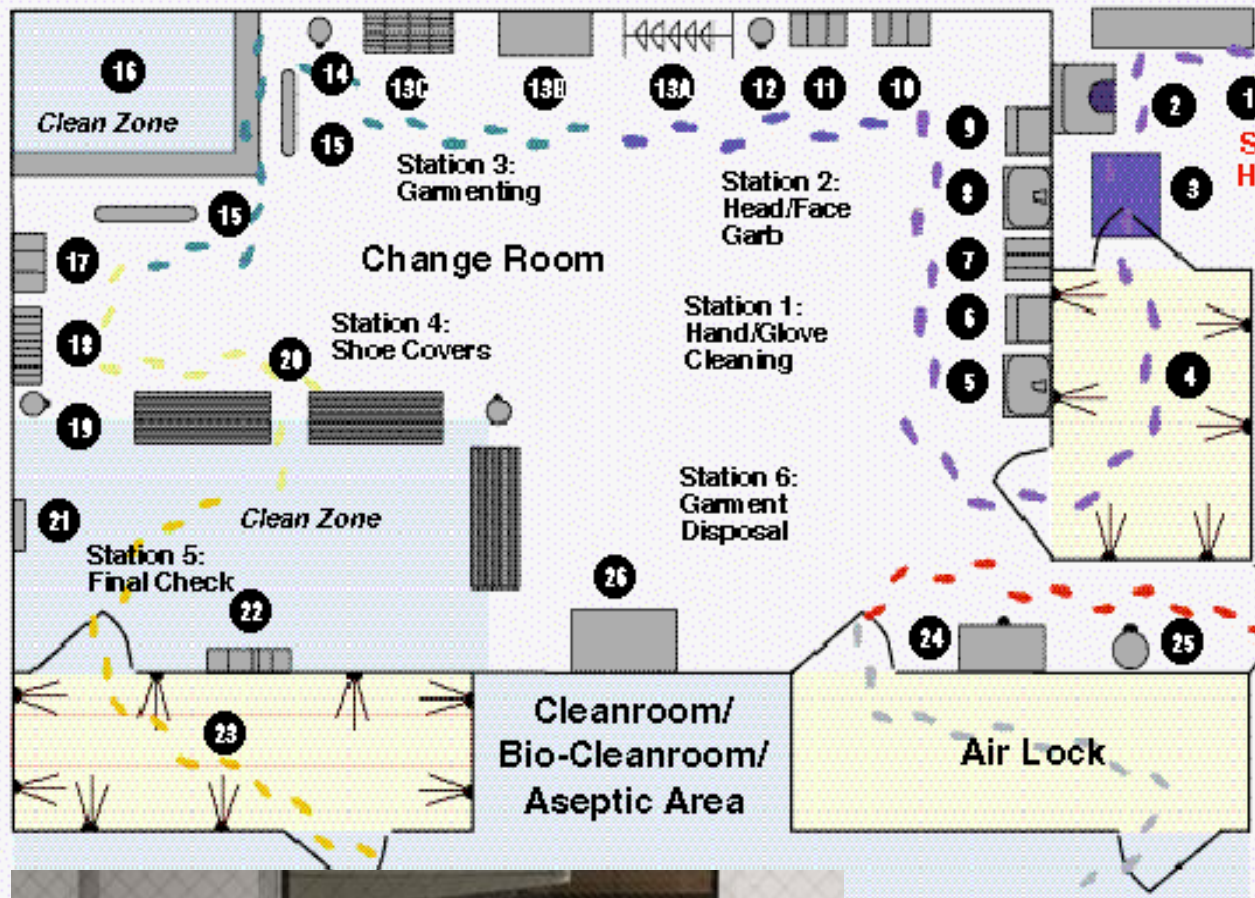 16
Clean Zone
14
13C
13B
13A
12
11
10
2
1
S
H
15
Station 3:
Garmenting
9
Station 2:
Head/Face
Garb
8
3
15
17
Change Room
7
Station 4:
Shoe Covers
Station 1:
Hand/Glove
Cleaning
6
18
20
5
4
19
21
Clean Zone
Station 6:
Garment
Disposal
Station 5:
Final Check
26
22
24
25
23
Cleanroom/
Bio-Cleanroom/
Aseptic Area
Air Lock